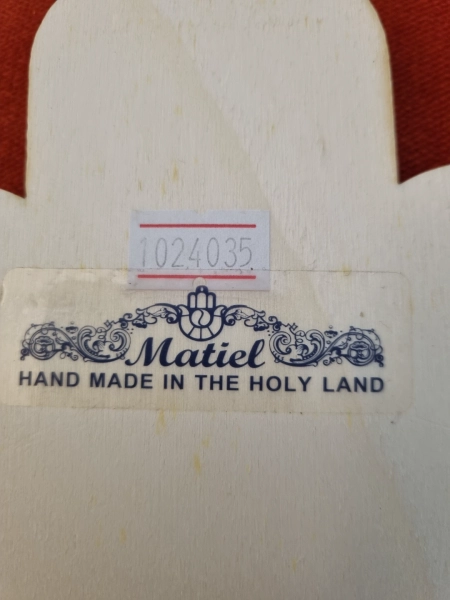 1024035
Matiel
HAND MADE IN THE HOLY LAND